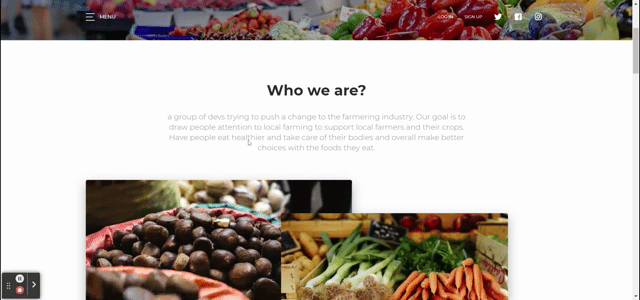 MENU
LOG IN SIGN UP
Who we are?
a group of devs trying to push a change to the farmering industry. Our goal is to
draw people attention to local farming to support local farmers and their crops.
Have people eat healthier and take care of their bodies and overall make better
choices with the foods they eat.